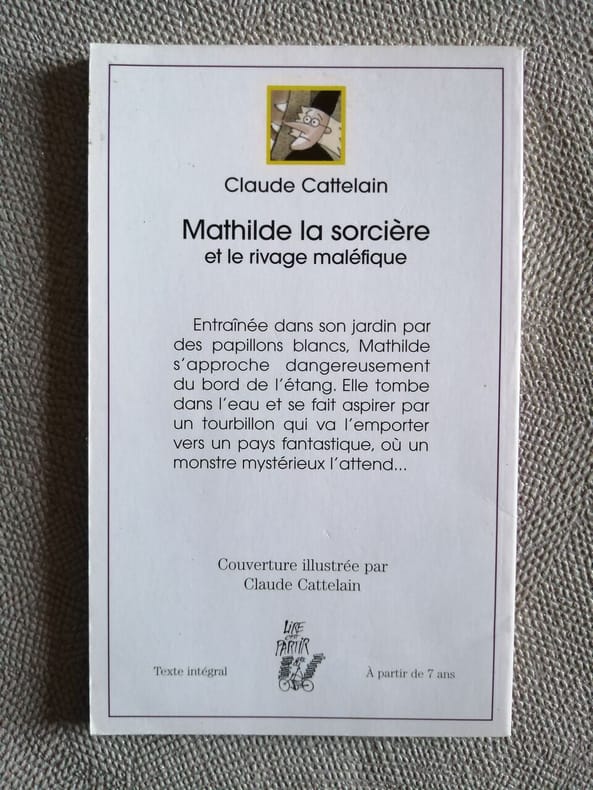 Claude Cattelain
Mathilde la sorcière
et le rivage maléfique
Entraînée dans son jardin par
des papillons blancs, Mathilde
s'approche dangereusement
du bord de l'étang. Elle tombe
dans l'eau et se fait aspirer par
un tourbillon qui va l'emporter
vers un pays fantastique, où un
monstre mystérieux l'attend...
Couverture illustrée par
Claude Cattelain
LIRE
C'EST
PARTIR
Texte intégral
À partir de 7 ans